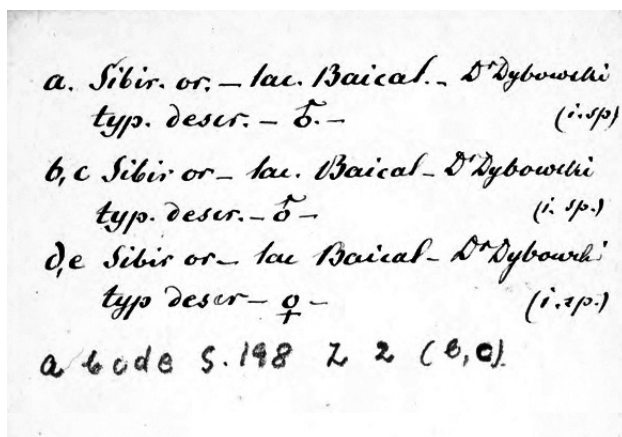 a. Sibir. or. – lac. Baical. – Dr Dybowski
typ. descr. – ♂. – (i. sp)
b, c Sibir or – lac. Baical – Dr Dybowski
typ. descr. – ♂ – (i. sp.)
d, e Sibir or – lac Baical – Dr Dybowski
typ descr – ♀ – (i. sp.)
S. 198 Z 2 (b, c).